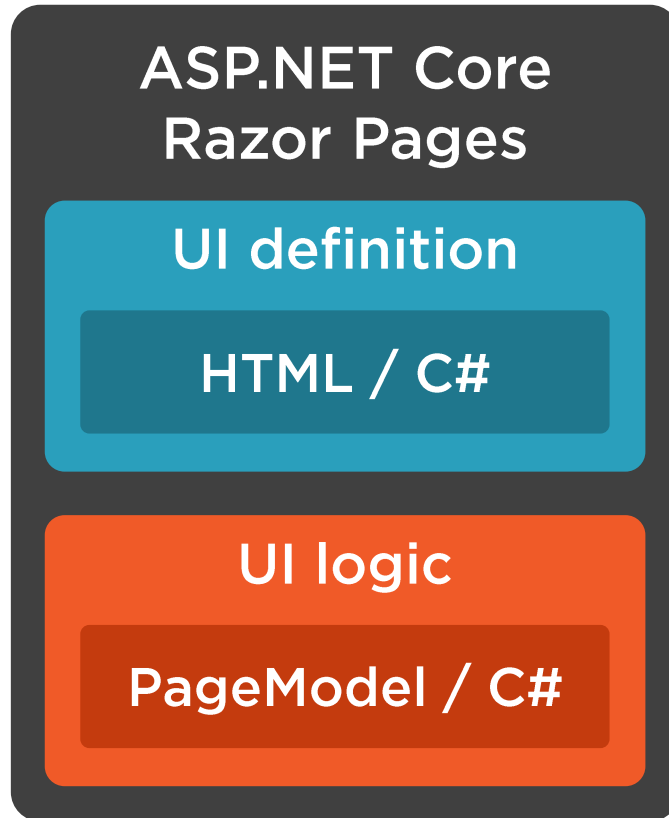 ASP.NET Core
Razor Pages
UI definition
HTML / C#
UI logic
PageModel / C#